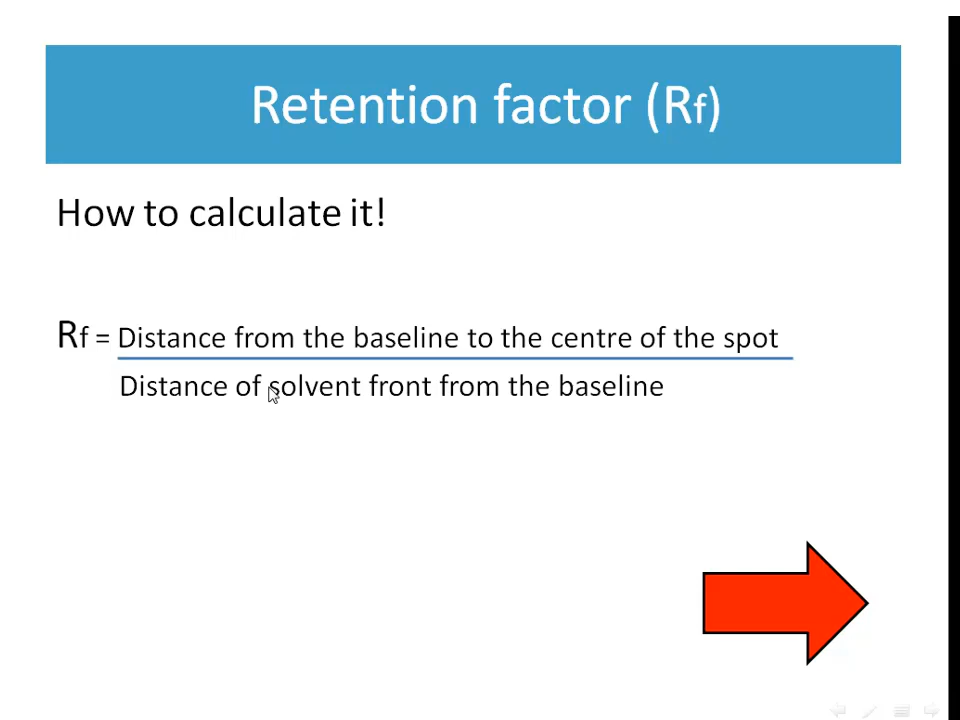 Retention factor (Rf)
How to calculate it!
Rf = Distance from the baseline to the centre of the spot
Distance of solvent front from the baseline